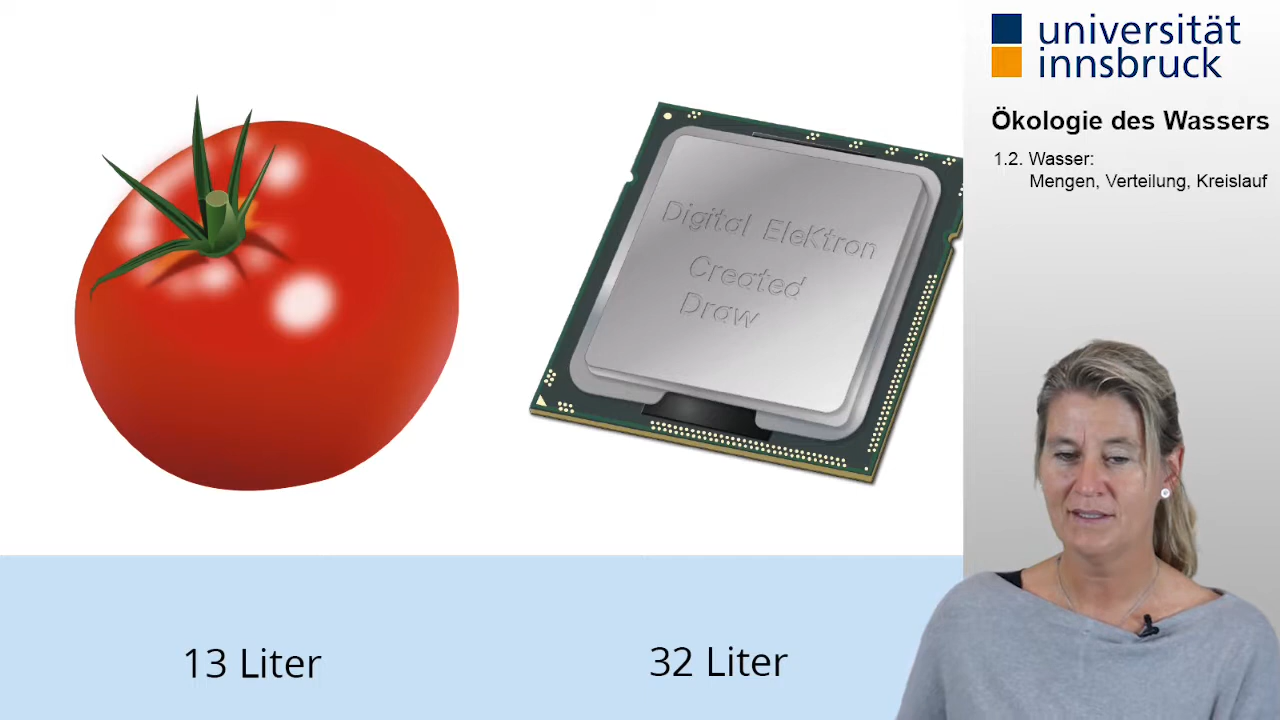 universität
innsbruck
Ökologie des Wassers
1.2. Wasser:
Mengen, Verteilung, Kreislauf
Digital EleKtron
Created
Draw
13 Liter
32 Liter